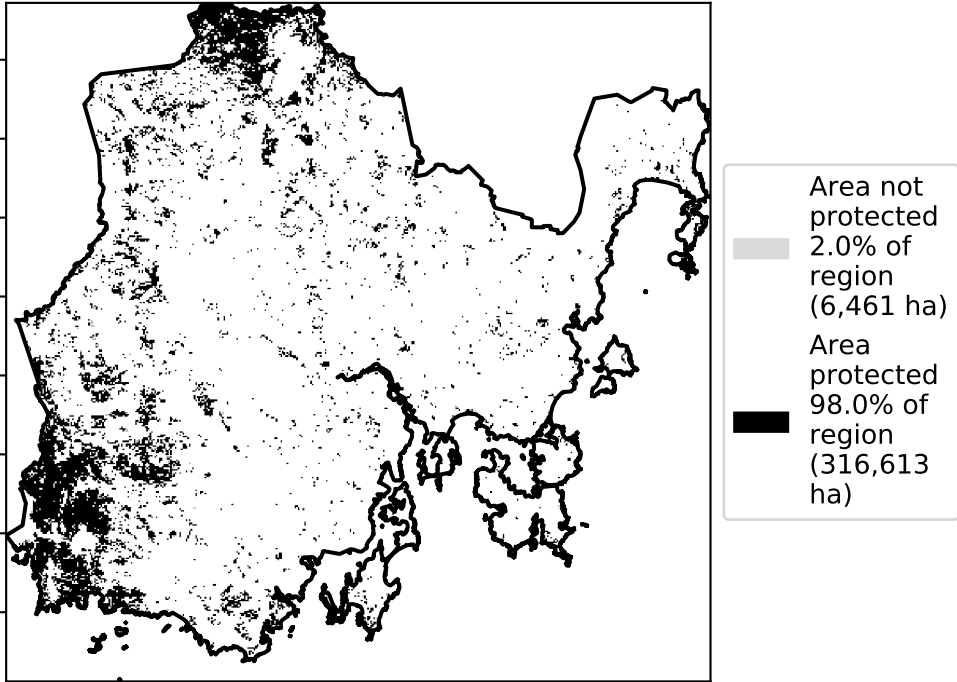 Area not
protected
2.0% of
region
(6,461 ha)
Area
protected
98.0% of
region
(316,613
ha)